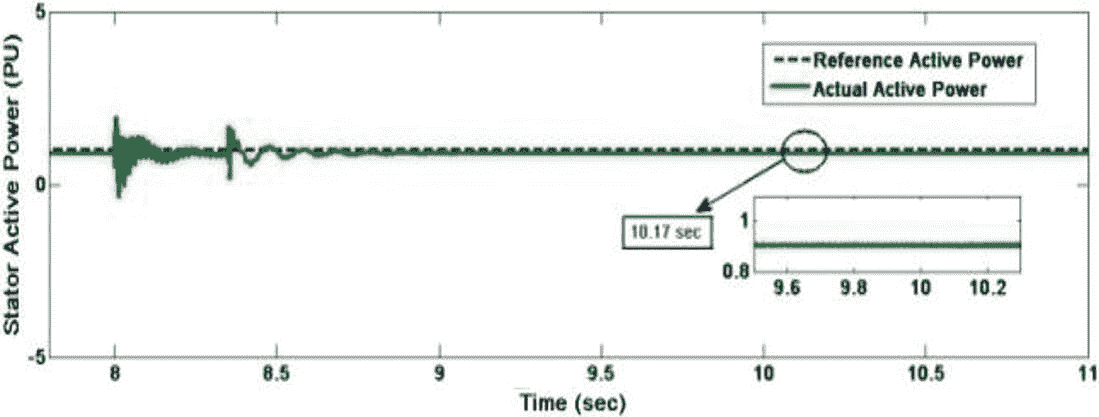 5
0
-5
Stator Active Power (PU)
Reference Active Power
Actual Active Power
10.17 sec
1
0.8
9.6 9.8 10 10.2
8 8.5 9 9.5 10 10.5 11
Time (sec)